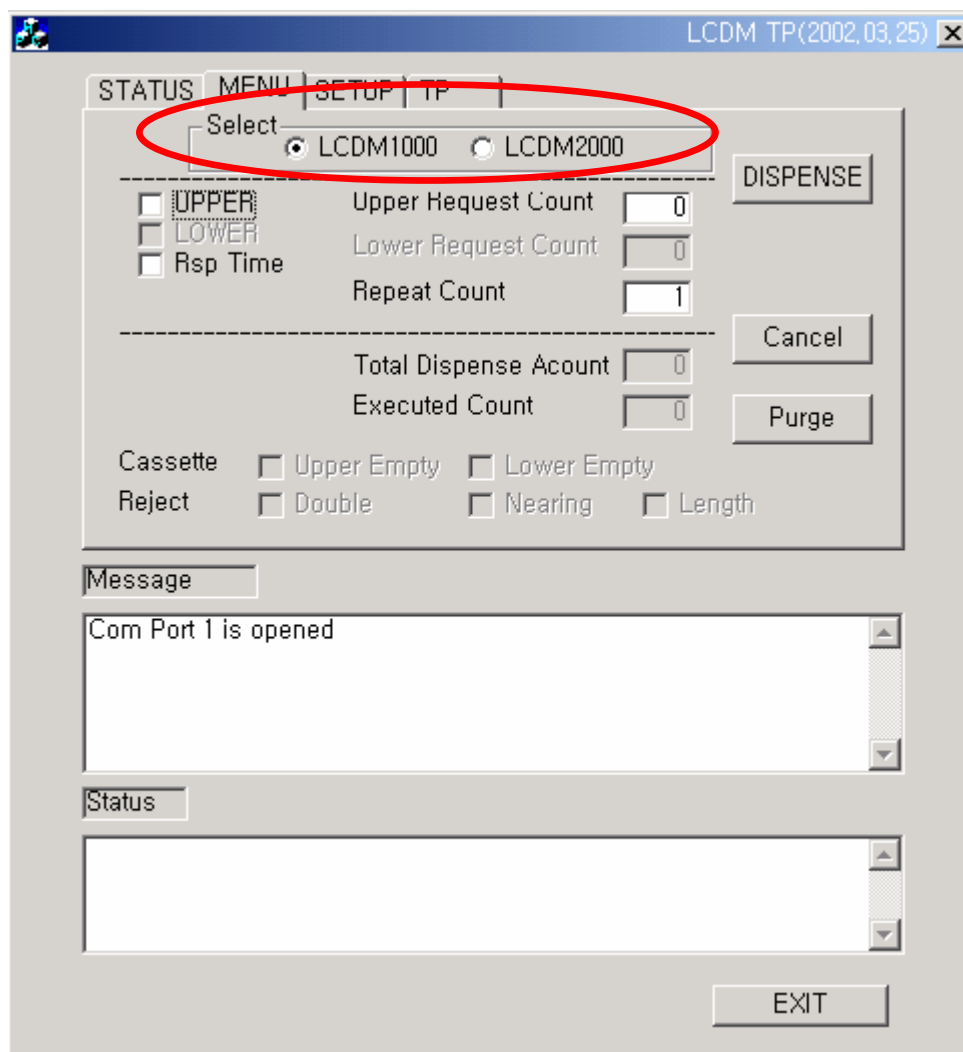 LCDM TP(2002,03,25)
STATUS MENU SETUP TP
Select
LCDM1000 LCDM2000
DISPENSE
UPPER Upper Request Count 0
LOWER Lower Request Count 0
Rsp Time
Repeat Count 1
Cancel
Total Dispense Acount 0
Executed Count 0
Purge
Cassette Upper Empty Lower Empty
Reject Double Nearing Length
Message
Com Port 1 is opened
Status
EXIT